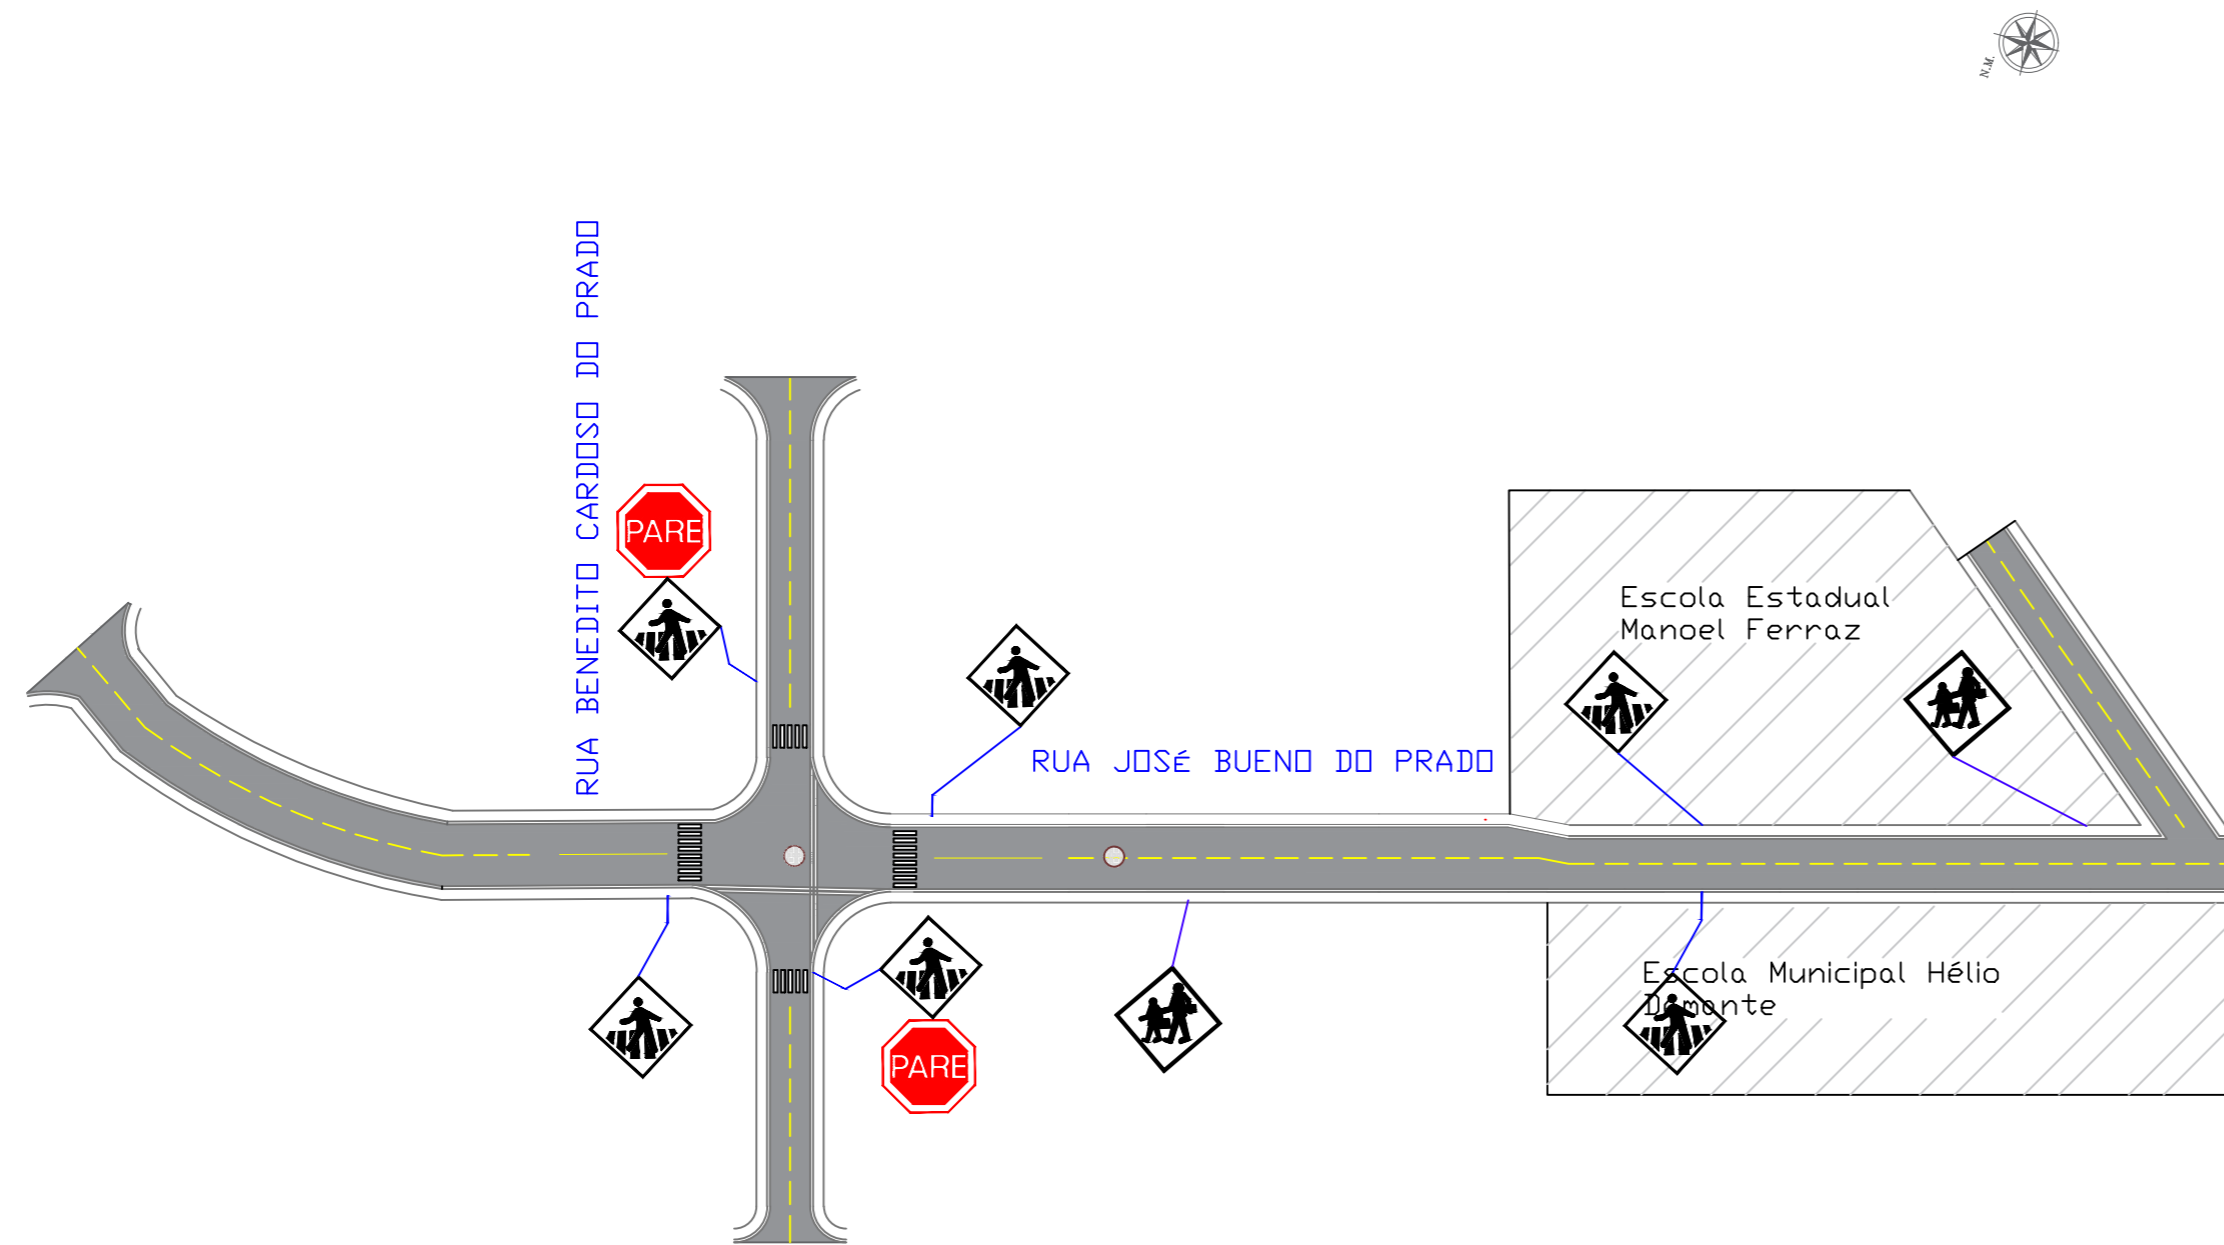 N.M.
RUA BENEDITO CARDOSO DO PRADO
PARE
Escola Estadual
Manoel Ferraz
RUA JOSé BUENO DO PRADO
Escola Municipal Hélio
Damonte
PARE